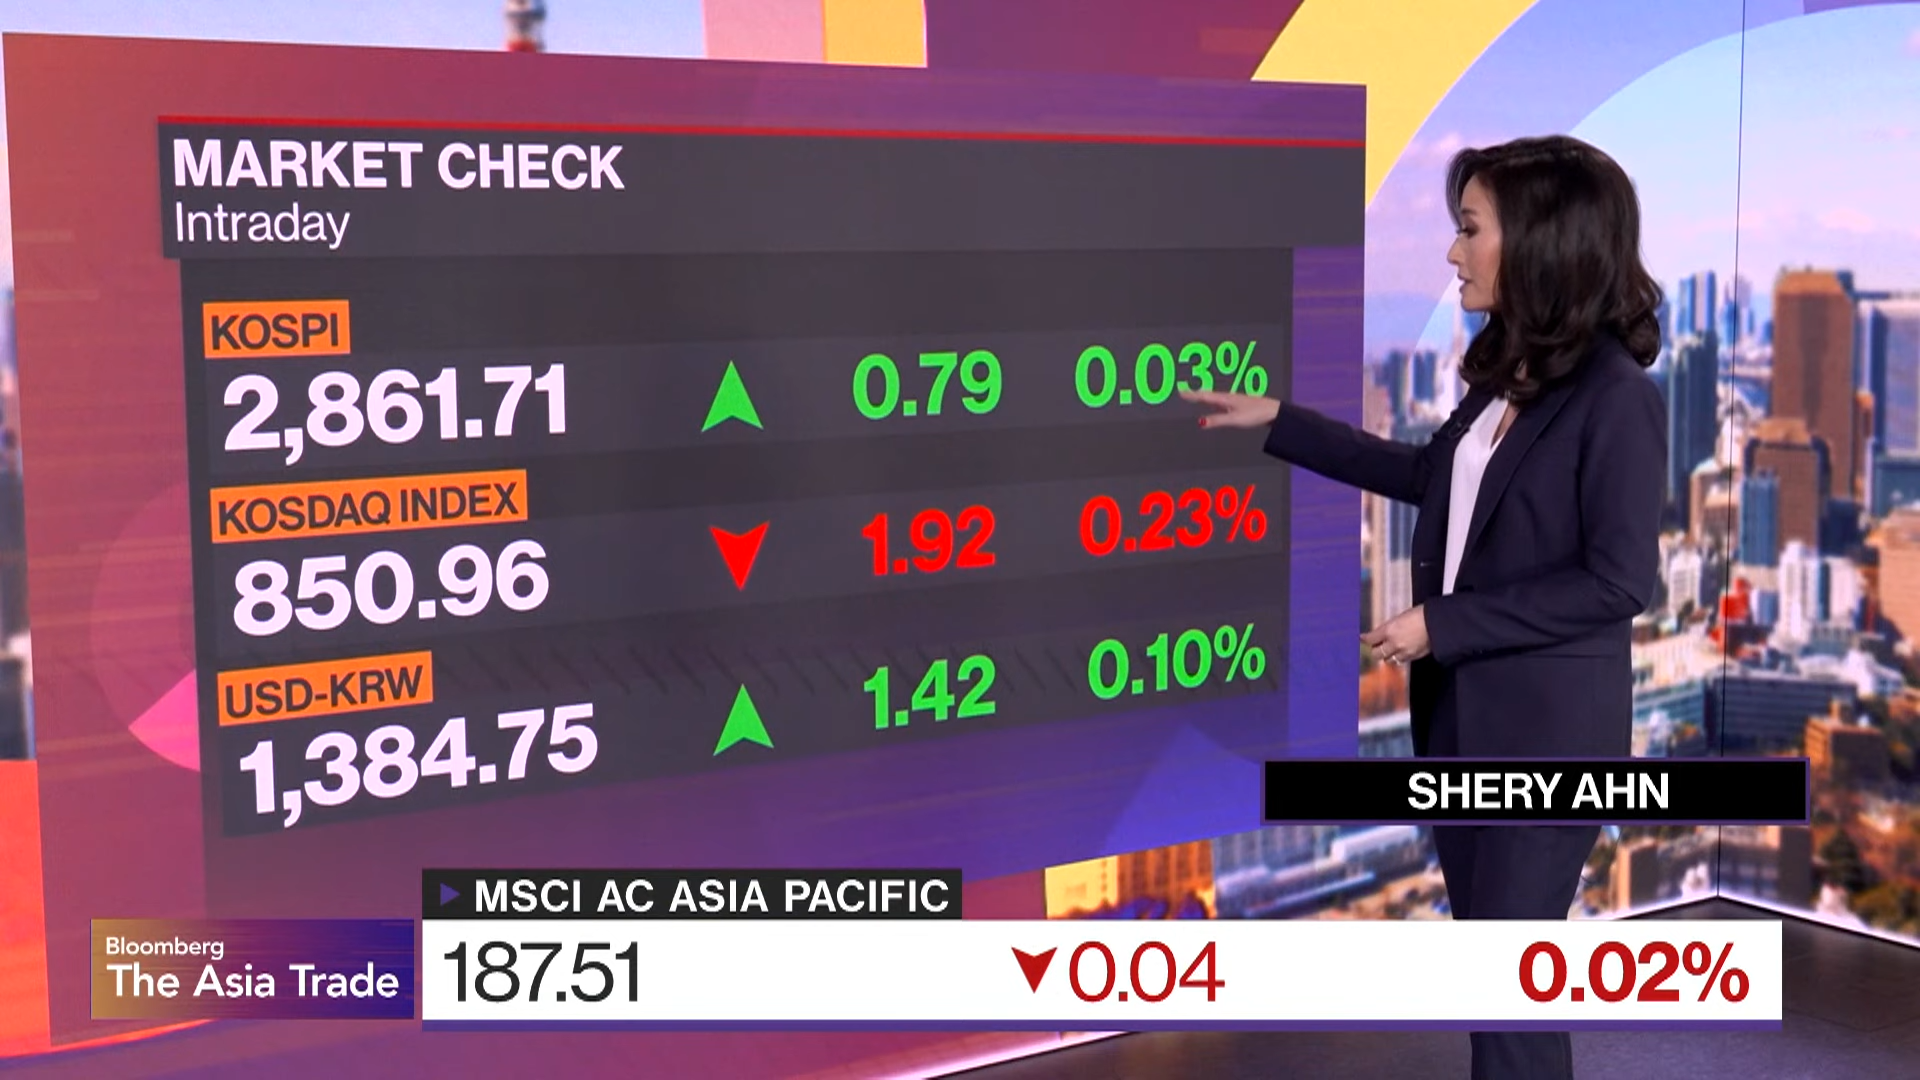 MARKET CHECK
Intraday
KOSPI
2,861.71 0.79 0.03%
KOSDAQ INDEX
850.96 1.92 0.23%
USD-KRW
1,384.75 1.42 0.10%
SHERY AHN
MSCI AC ASIA PACIFIC
187.51 0.04 0.02%
Bloomberg
The Asia Trade